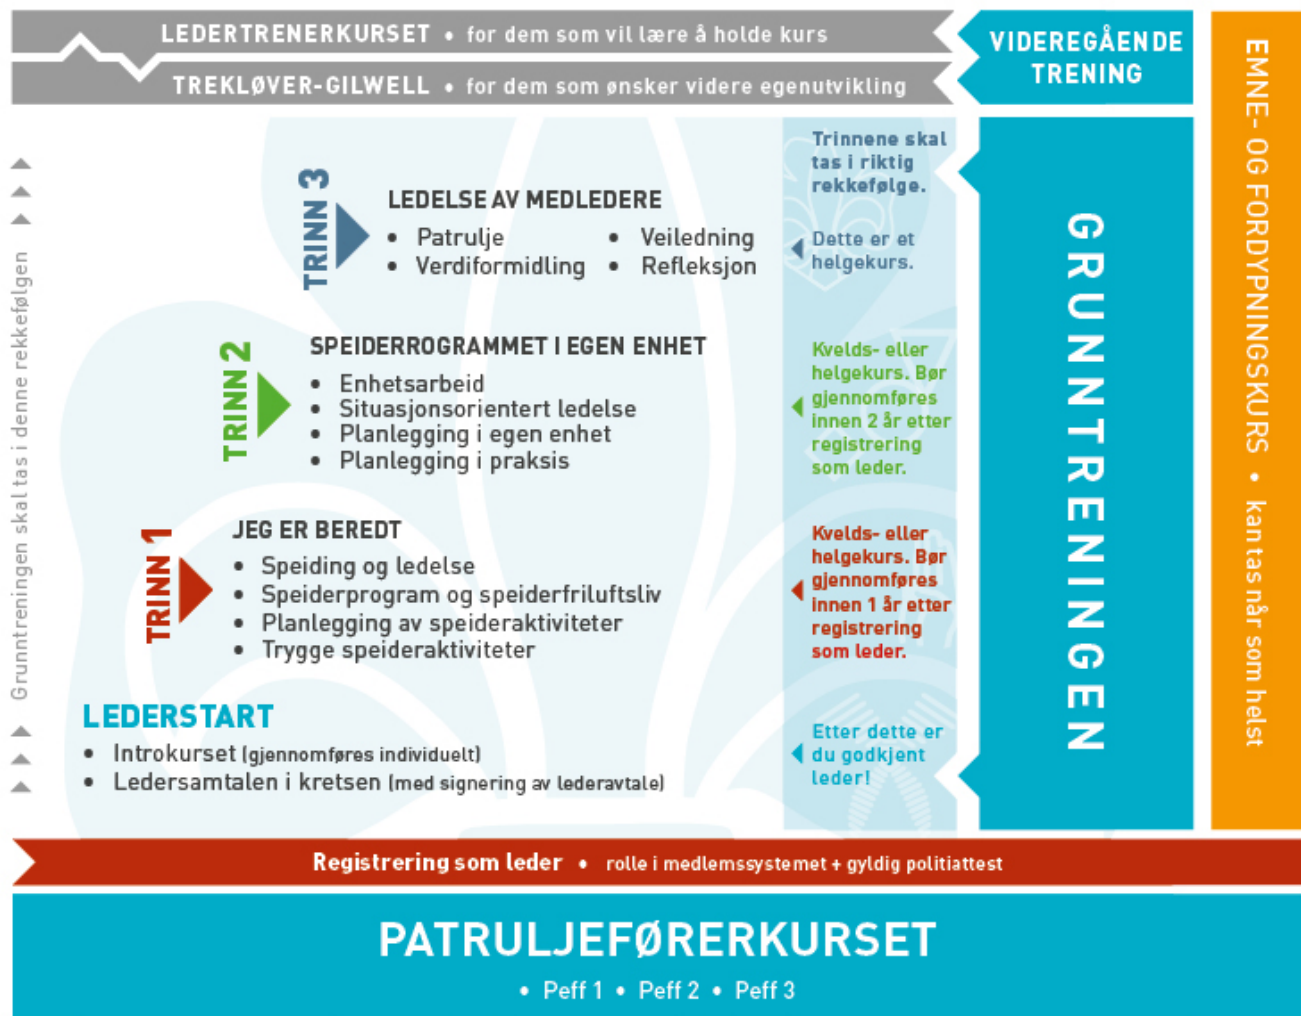 LEDERTRENERKURSET • for dem som vil lære å holde kurs
TREKLØVER-GILWELL • for dem som ønsker videre egenutvikling
VIDEREGÅENDE
TRENING
EMNE- OG FORDYPNINGSKURS • kan tas når som helst
GRUNNTRENINGEN
Grunntreningen skal tas i denne rekkefølgen
TRINN 3
LEDELSE AV MEDLEDERE
• Patrulje
• Verdiformidling
• Veiledning
• Refleksjon
Trinnene skal
tas i riktig
rekkefølge.
Dette er et
helgekurs.
TRINN 2
SPEIDERROGRAMMET I EGEN ENHET
• Enhetsarbeid
• Situasjonsorientert ledelse
• Planlegging i egen enhet
• Planlegging i praksis
Kvelds- eller
helgekurs. Bør
gjennomføres
innen 2 år etter
registrering
som leder.
TRINN 1
JEG ER BEREDT
• Speiding og ledelse
• Speiderprogram og speiderfriluftsliv
• Planlegging av speideraktiviteter
• Trygge speideraktiviteter
Kvelds- eller
helgekurs. Bør
gjennomføres
innen 1 år etter
registrering
som leder.
LEDERSTART
• Introkurset (gjennomføres individuelt)
• Ledersamtalen i kretsen (med signering av lederavtale)
Etter dette er
du godkjent
leder!
Registrering som leder • rolle i medlemssystemet + gyldig politiattest
PATRULJEFØRERKURSET
• Peff 1 • Peff 2 • Peff 3